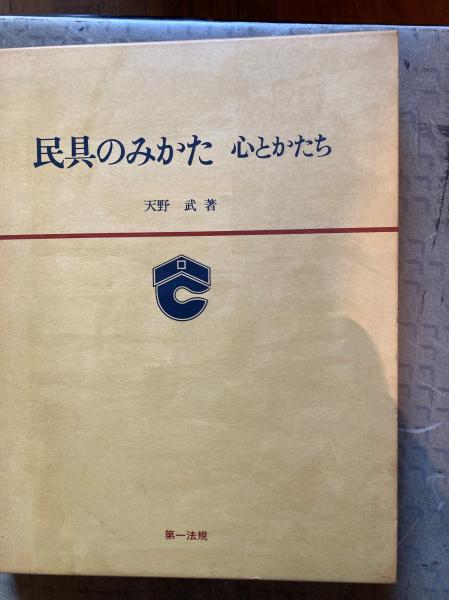 民具のみかた 心とかたち
天野 武 著
第一法規